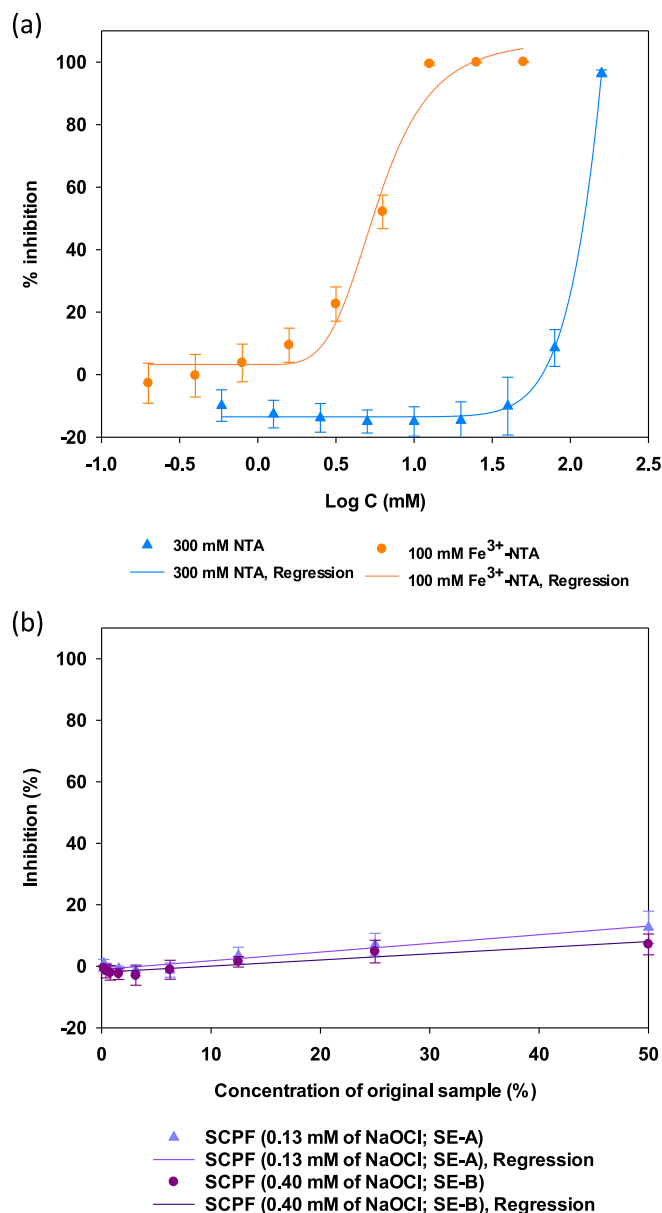 (a)
100
80
60
40
20
0
-20
% inhibition
-1.0 -0.5 0.0 0.5 1.0 1.5 2.0 2.5
Log C (mM)
300 mM NTA
100 mM Fe³⁺-NTA
300 mM NTA, Regression
100 mM Fe³⁺-NTA, Regression
(b)
100
80
60
40
20
0
-20
Inhibition (%)
0 10 20 30 40 50
Concentration of original sample (%)
SCPF (0.13 mM of NaOCl; SE-A)
SCPF (0.13 mM of NaOCl; SE-A), Regression
SCPF (0.40 mM of NaOCl; SE-B)
SCPF (0.40 mM of NaOCl; SE-B), Regression